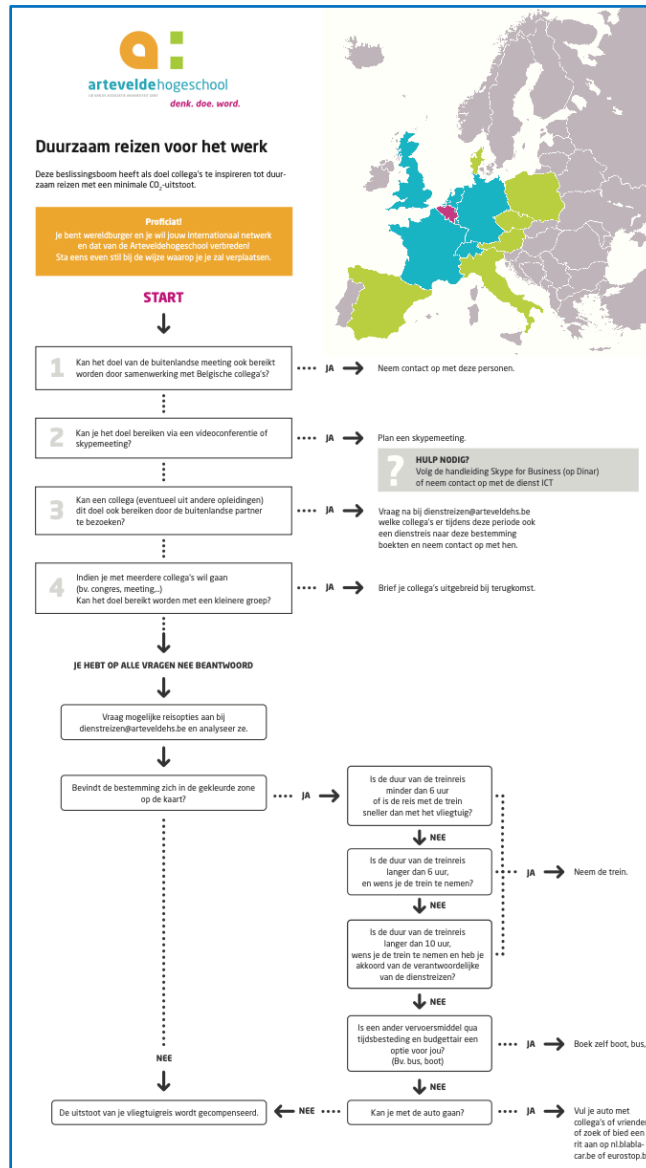 arteveldehogeschool
denk. doe. word.
Duurzaam reizen voor het werk
Deze beslissingsboom heeft als doel collega's te inspireren tot duur-
zaam reizen met een minimale CO₂-uitstoot.
Proficiat!
Je bent wereldburger en je wil jouw internationaal netwerk
en dat van de Arteveldehogeschool verbreden!
Sta eens even stil bij de wijze waarop je je zal verplaatsen.
START
1 Kan het doel van de buitenlandse meeting ook bereikt
worden door samenwerking met Belgische collega's?
JA
Neem contact op met deze personen.
2 Kan je het doel bereiken via een videoconferentie of
skypemeeting?
JA
Plan een skypemeeting.
?
HULP NODIG?
Volg de handleiding Skype for Business (op Dinar)
of neem contact op met de dienst ICT
3 Kan een collega (eventueel uit andere opleidingen)
dit doel ook bereiken door de buitenlandse partner
te bezoeken?
JA
Vraag na bij dienstreizen@arteveldehs.be
welke collega's er tijdens deze periode ook
een dienstreis naar deze bestemming
boekten en neem contact op met hen.
4 Indien je met meerdere collega's wil gaan
(bv. congres, meeting,..)
Kan het doel bereikt worden met een kleinere groep?
JA
Brief je collega's uitgebreid bij terugkomst.
JE HEBT OP ALLE VRAGEN NEE BEANTWOORD
Vraag mogelijke reisopties aan bij
dienstreizen@arteveldehs.be en analyseer ze.
Bevindt de bestemming zich in de gekleurde zone
op de kaart?
JA
Is de duur van de treinreis
minder dan 6 uur
of is de reis met de trein
sneller dan met het vliegtuig?
NEE
Is de duur van de treinreis
langer dan 6 uur,
en wens je de trein te nemen?
JA
Neem de trein.
NEE
Is de duur van de treinreis
langer dan 10 uur,
wens je de trein te nemen en heb je
akkoord van de verantwoordelijke
van de dienstreizen?
NEE
Is een ander vervoersmiddel qua
tijdsbesteding en budgettair een
optie voor jou?
(Bv. bus, boot)
JA
Boek zelf boot, bus,
NEE
NEE
De uitstoot van je vliegtuigreis wordt gecompenseerd.
NEE
Kan je met de auto gaan?
JA
Vul je auto met
collega's of vrienden
of zoek of bied een
rit aan op nl.blabla-
car.be of eurostop.b